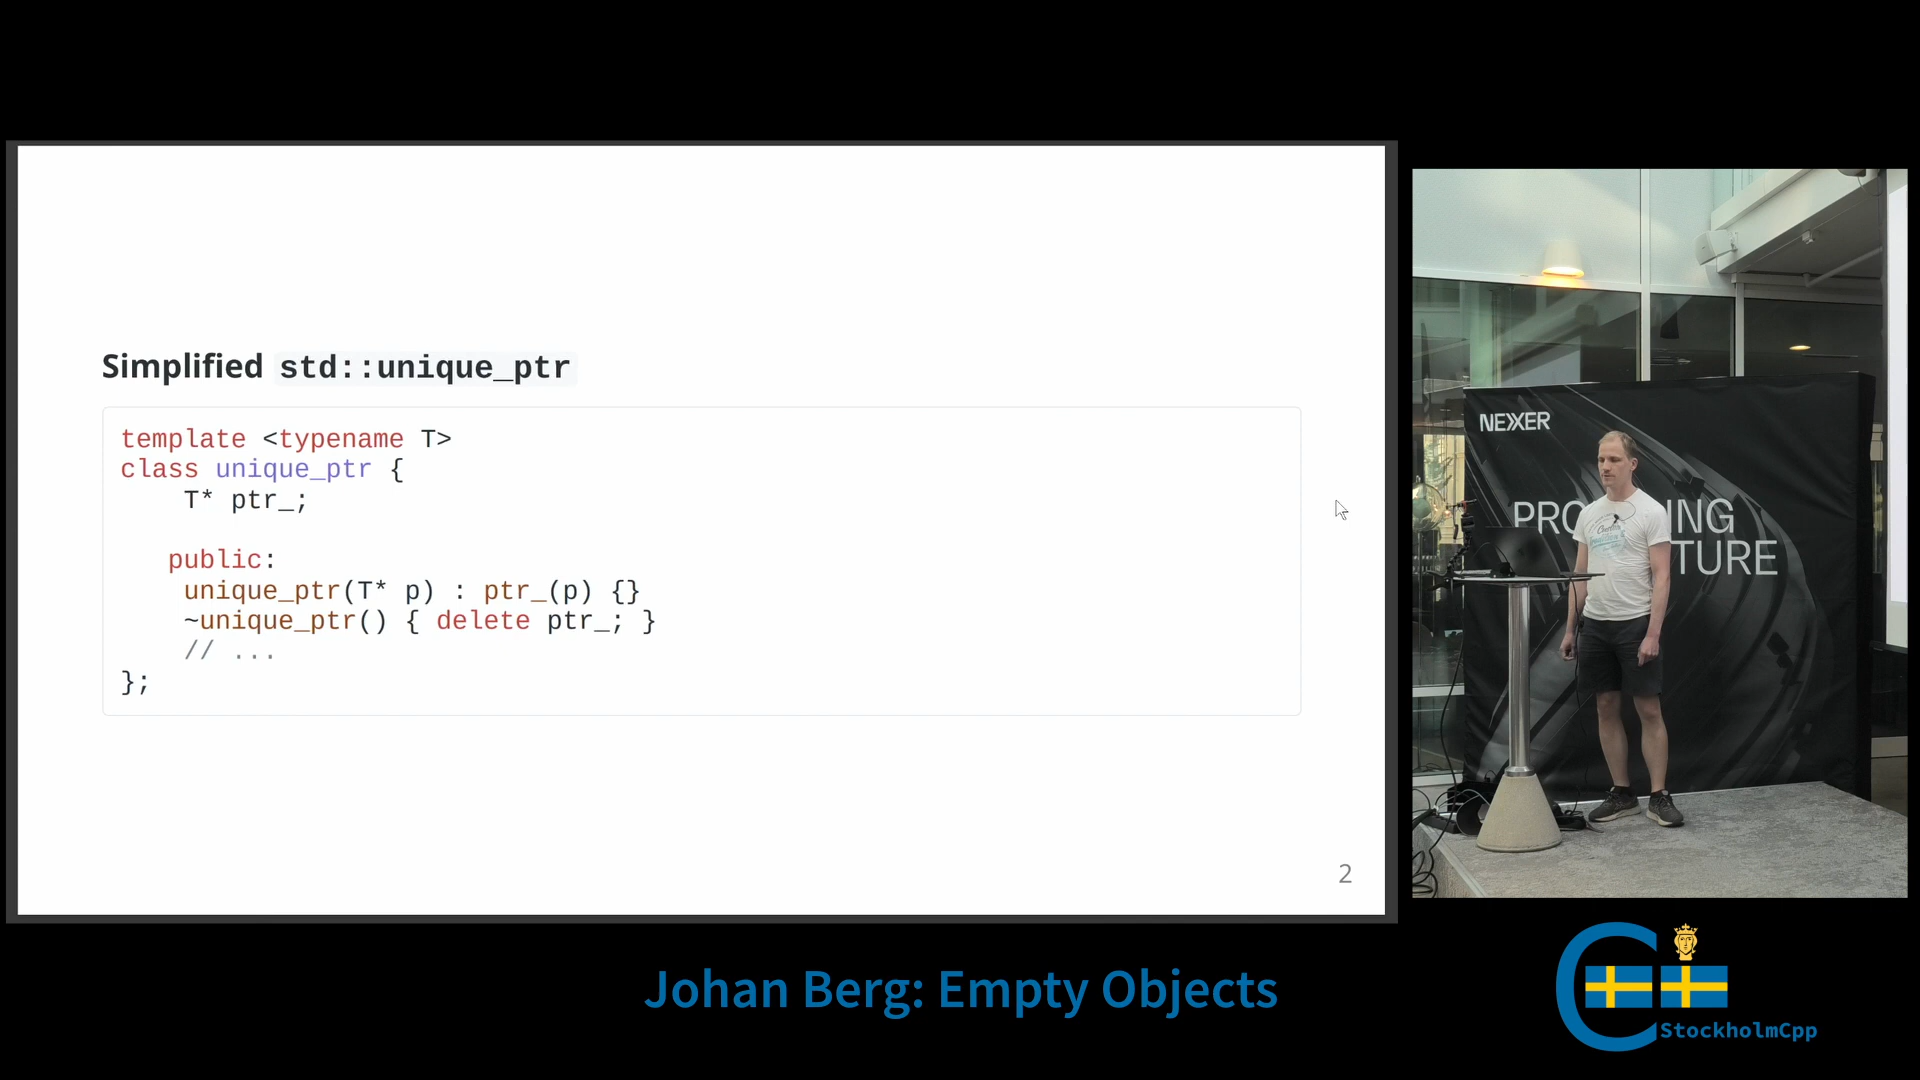 Simplified std::unique_ptr
template <typename T>
class unique_ptr {
    T* ptr_;

   public:
    unique_ptr(T* p) : ptr_(p) {}
    ~unique_ptr() { delete ptr_; }
    // ...
};
2
NEXER
PRO ING
TURE
Johan Berg: Empty Objects
StockholmCpp